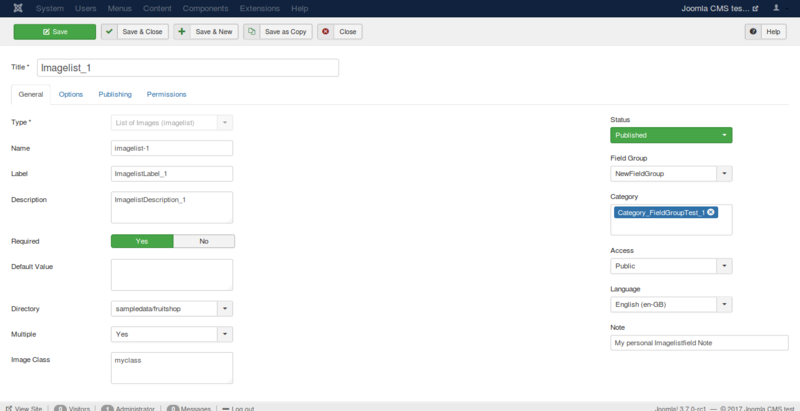 System Users Menus Content Components Extensions Help Joomla CMS tes...
Save Save & Close Save & New Save as Copy Close Help
Title * Imagelist_1
General Options Publishing Permissions
Type * List of Images (imagelist)
Name imagelist-1
Label ImagelistLabel_1
Description ImagelistDescription_1
Required Yes No
Default Value
Directory sampledata/fruitshop
Multiple Yes
Image Class myclass
Status
Published
Field Group
NewFieldGroup
Category
Category_FieldGroupTest_1
Access
Public
Language
English (en-GB)
Note
My personal Imagelistfield Note
View Site 0 Visitors 1 Administrator 0 Messages Log out Joomla! 3.7.0-rc1 — © 2017 Joomla CMS test